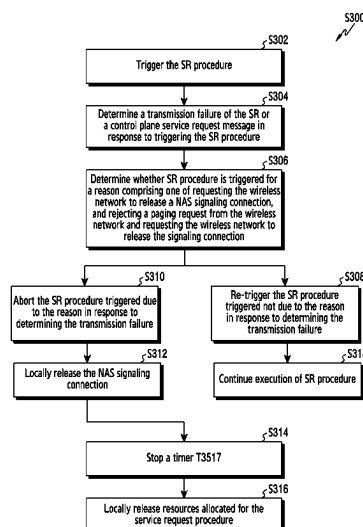 S300
S302
Trigger the SR procedure
S304
Determine a transmission failure of the SR or
a control plane service request message in
response to triggering the SR procedure
S306
Determine whether SR procedure is triggered for
a reason comprising one of requesting the wireless
network to release a NAS signaling connection,
and rejecting a paging request from the wireless
network and requesting the wireless network to
release the signaling connection
S310
Abort the SR procedure triggered due
to the reason in response to
determining the transmission failure
S308
Re-trigger the SR procedure
triggered not due to the reason
in response to determining the
transmission failure
S312
Locally release the NAS signaling
connection
S314
Continue execution of SR procedure
S314
Stop a timer T3517
S316
Locally release resources allocated for the
service request procedure